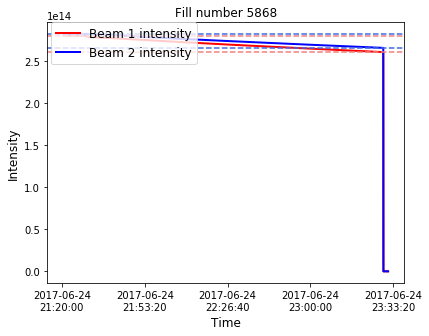 Fill number 5868
1e14
Beam 1 intensity
Beam 2 intensity
2.5
2.0
1.5
1.0
0.5
0.0
Intensity
2017-06-24 2017-06-24 2017-06-24 2017-06-24 2017-06-24
21:20:00 21:53:20 22:26:40 23:00:00 23:33:20
Time